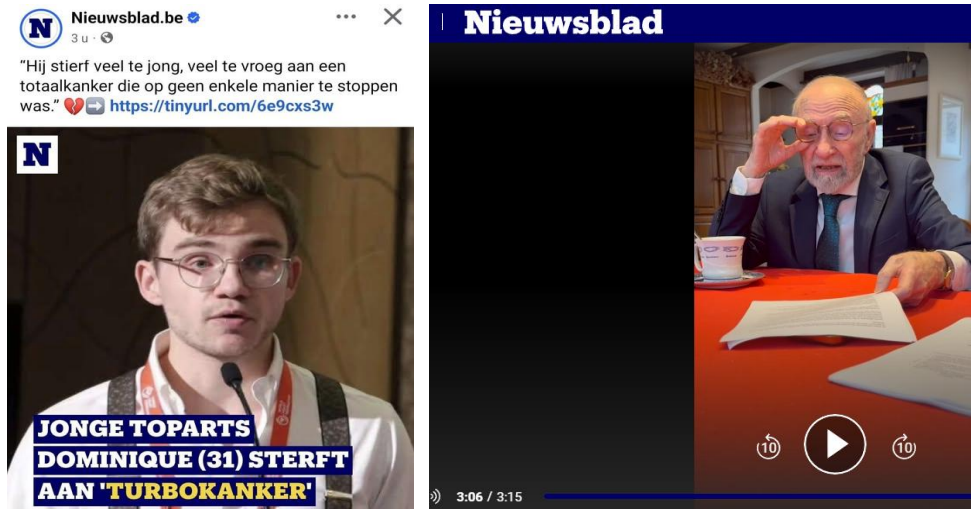 N
Nieuwsblad.be
3 u
“Hij stierf veel te jong, veel te vroeg aan een
totaalkanker die op geen enkele manier te stoppen
was.” 💔➡️ https://tinyurl.com/6e9cxs3w
N
JONGE TOPARTS
DOMINIQUE (31) STERFT
AAN 'TURBOKANKER'
Nieuwsblad
10
10
3:06 / 3:15